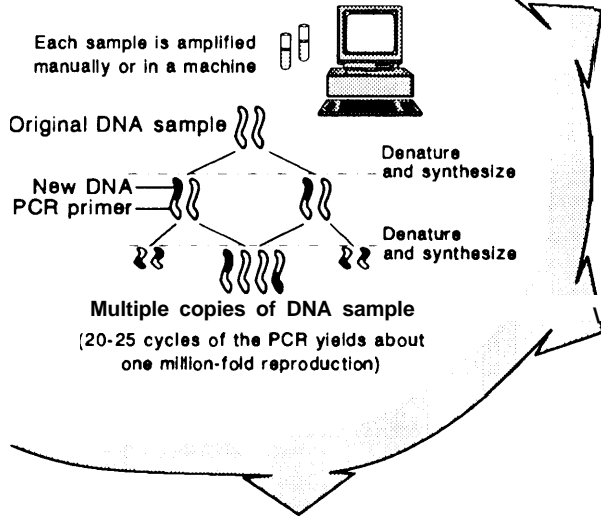 Each sample is amplified
manually or in a machine
Original DNA sample
Denature
and synthesize
New DNA
PCR primer
Denature
and synthesize
Multiple copies of DNA sample
(20-25 cycles of the PCR yields about
one million-fold reproduction)